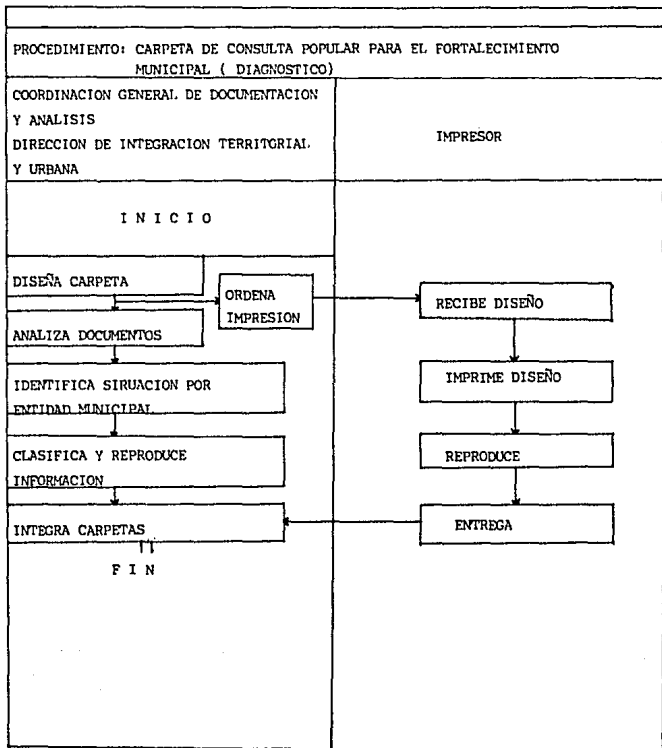 PROCEDIMIENTO: CARPETA DE CONSULTA POPULAR PARA EL FORTALECIMIENTO
MUNICIPAL ( DIAGNOSTICO)
COORDINACION GENERAL DE DOCUMENTACION
Y ANALISIS
DIRECCION DE INTEGRACION TERRITORIAL
Y URBANA
IMPRESOR
I N I C I O
DISEÑA CARPETA
ORDENA
IMPRESION
RECIBE DISEÑO
ANALIZA DOCUMENTOS
IDENTIFICA SIRUACION POR
ENTIDAD MUNICIPAL
IMPRIME DISEÑO
CLASIFICA Y REPRODUCE
INFORMACION
REPRODUCE
INTEGRA CARPETAS
ENTREGA
F I N